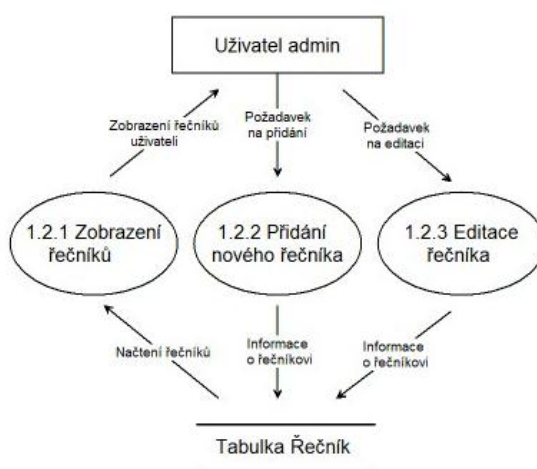 Uživatel admin
Zobrazení řečníků
uživateli
Požadavek
na přidání
Požadavek
na editaci
1.2.1 Zobrazení
řečníků
1.2.2 Přidání
nového řečníka
1.2.3 Editace
řečníka
Načtení řečníků
Informace
o řečníkovi
Informace
o řečníkovi
Tabulka Řečník